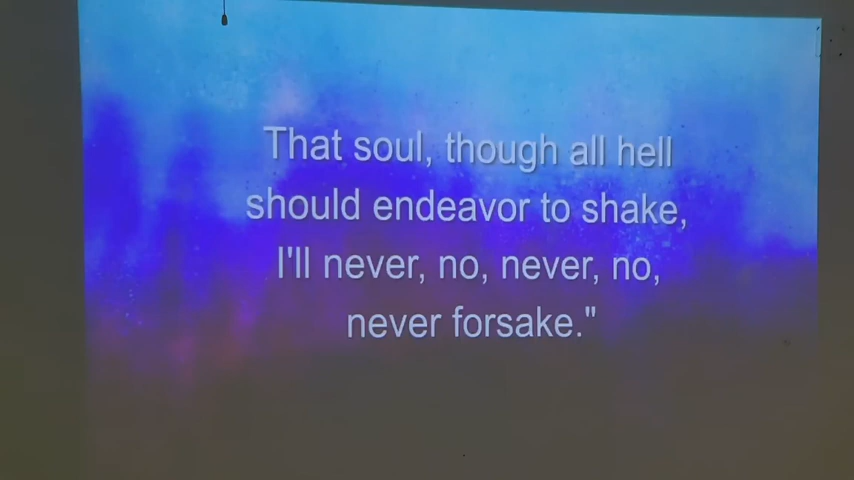 That soul, though all hell
should endeavor to shake,
I'll never, no, never, no,
never forsake."